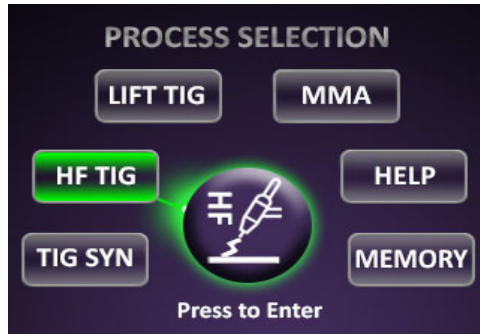 PROCESS SELECTION
LIFT TIG
MMA
HF TIG
HELP
HF
TIG SYN
MEMORY
Press to Enter